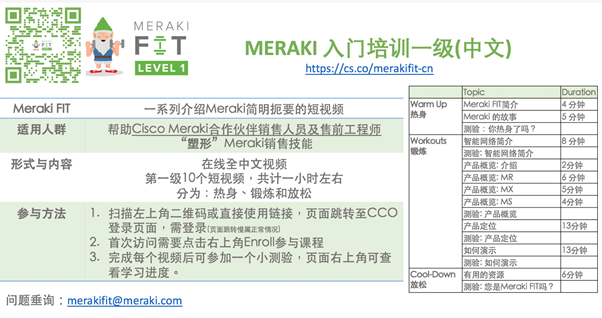 MERAKI
FIT
LEVEL 1
MERAKI 入门培训一级(中文)
https://cs.co/merakifit-cn
Meraki FIT
一系列介绍Meraki简明扼要的短视频
适用人群
帮助Cisco Meraki合作伙伴销售人员及售前工程师
“塑形”Meraki销售技能
形式与内容
在线全中文视频
第一级10个短视频，共计一小时左右
分为：热身、锻炼和放松
参与方法
1. 扫描左上角二维码或直接使用链接，页面跳转至CCO
登录页面，需登录(页面跳转慢属正常情况)
2. 首次访问需要点击右上角Enroll参与课程
3. 完成每个视频后可参加一个小测验，页面右上角可查
看学习进度。
问题垂询：merakifit@meraki.com
Topic Duration
Warm Up
热身
Meraki FIT简介 4 分钟
Meraki 的故事 5 分钟
测验：你热身了吗？
Workouts
锻炼
智能网络简介 8 分钟
测验: 智能网络简介
产品概览: 介绍 2分钟
产品概览: MR 6 分钟
产品概览: MX 5分钟
产品概览: MS 4分钟
测验: 产品概览
产品定位 13分钟
测验: 产品定位
如何演示 13分钟
测验: 如何演示
Cool-Down
放松
有用的资源 6分钟
测验: 您是Meraki FIT吗？